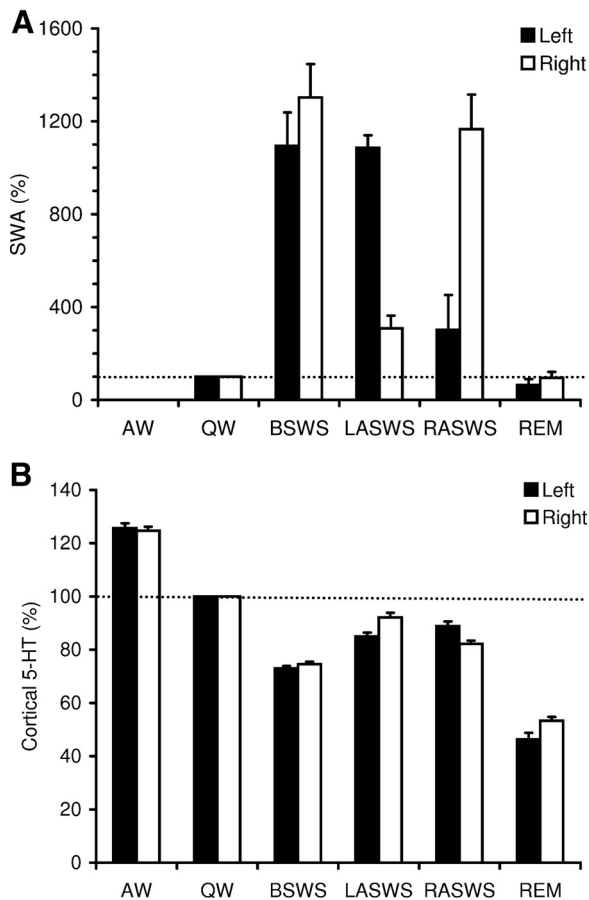 A
1600
Left
Right
1200
SWA (%)
800
400
0
AW QW BSWS LASWS RASWS REM
B
140
Left
120
Right
100
Cortical 5-HT (%)
80
60
40
20
0
AW QW BSWS LASWS RASWS REM